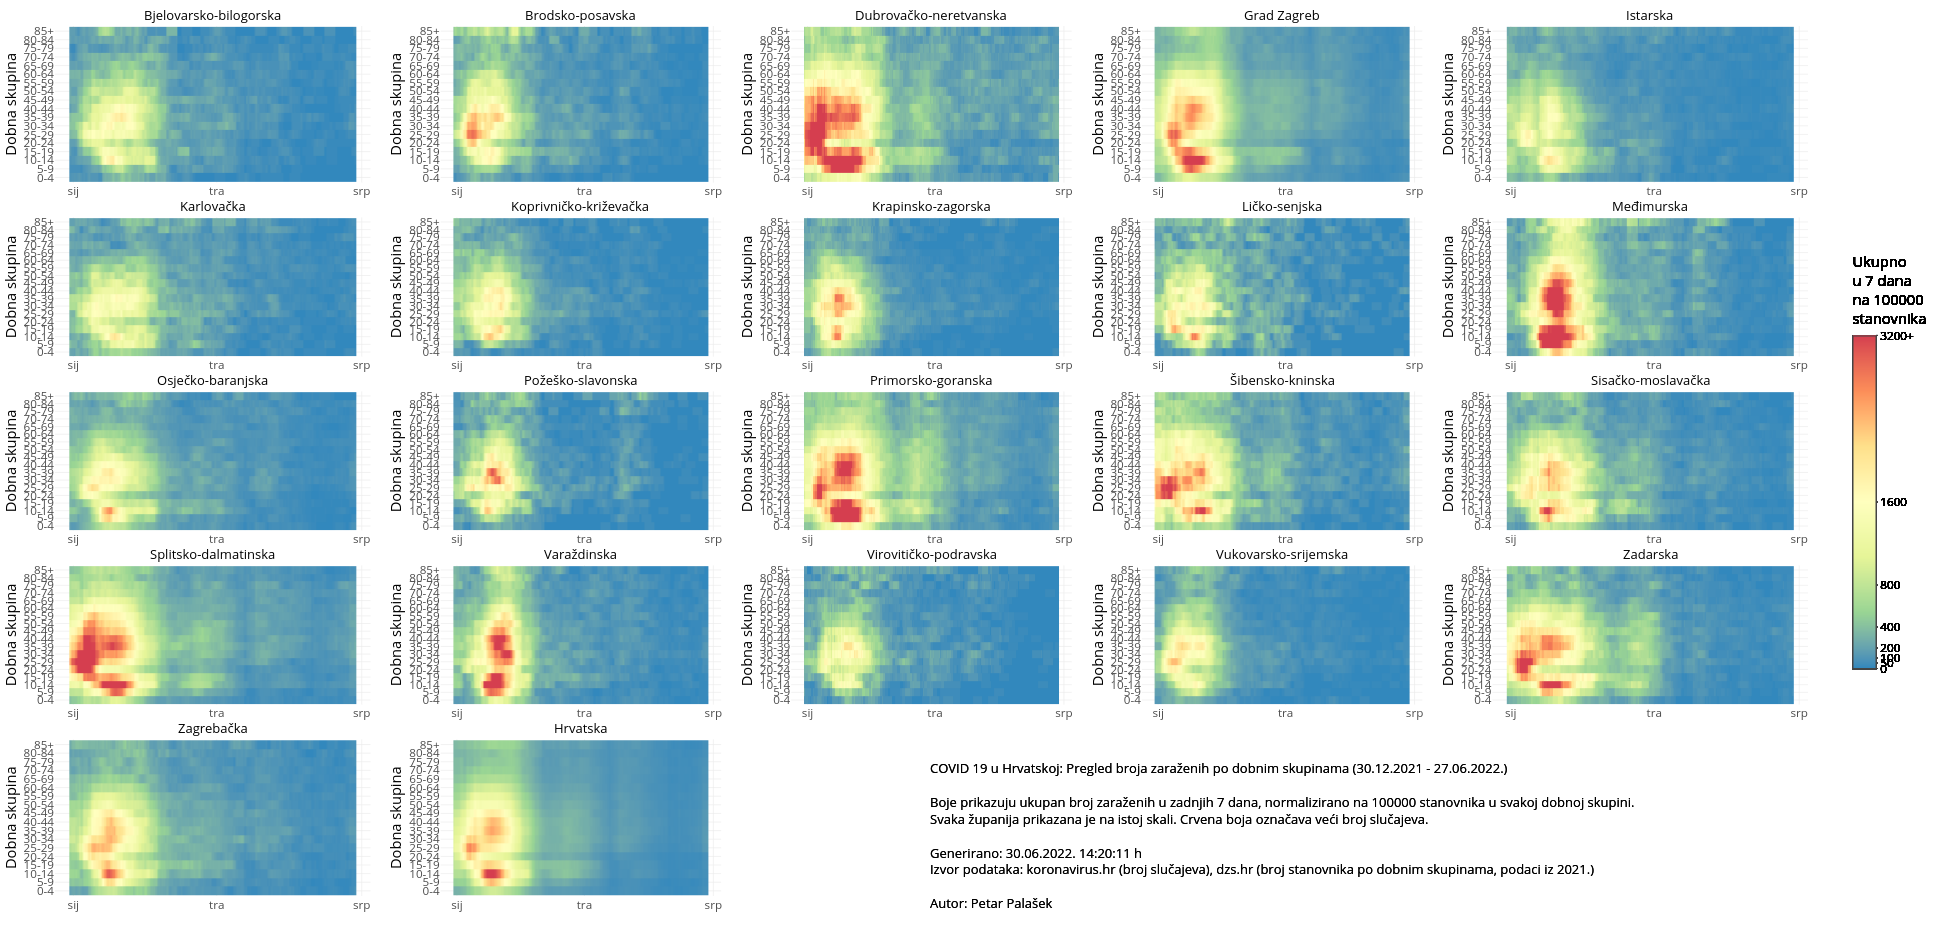 Bjelovarsko-bilogorska
Brodsko-posavska
Dubrovačko-neretvanska
Grad Zagreb
Istarska
Dobna skupina
85+
80-84
75-79
70-74
65-69
60-64
55-59
50-54
45-49
40-44
35-39
30-34
25-29
20-24
15-19
10-14
5-9
0-4
sij tra srp
Karlovačka
Koprivničko-križevačka
Krapinsko-zagorska
Ličko-senjska
Međimurska
Osječko-baranjska
Požeško-slavonska
Primorsko-goranska
Šibensko-kninska
Sisačko-moslavačka
Splitsko-dalmatinska
Varaždinska
Virovitičko-podravska
Vukovarsko-srijemska
Zadarska
Zagrebačka
Hrvatska
Ukupno
u 7 dana
na 100000
stanovnika
3200+
1600
800
400
200
100
50
0
COVID 19 u Hrvatskoj: Pregled broja zaraženih po dobnim skupinama (30.12.2021 - 27.06.2022.)
Boje prikazuju ukupan broj zaraženih u zadnjih 7 dana, normalizirano na 100000 stanovnika u svakoj dobnoj skupini.
Svaka županija prikazana je na istoj skali. Crvena boja označava veći broj slučajeva.
Generirano: 30.06.2022. 14:20:11 h
Izvor podataka: koronavirus.hr (broj slučajeva), dzs.hr (broj stanovnika po dobnim skupinama, podaci iz 2021.)
Autor: Petar Palašek